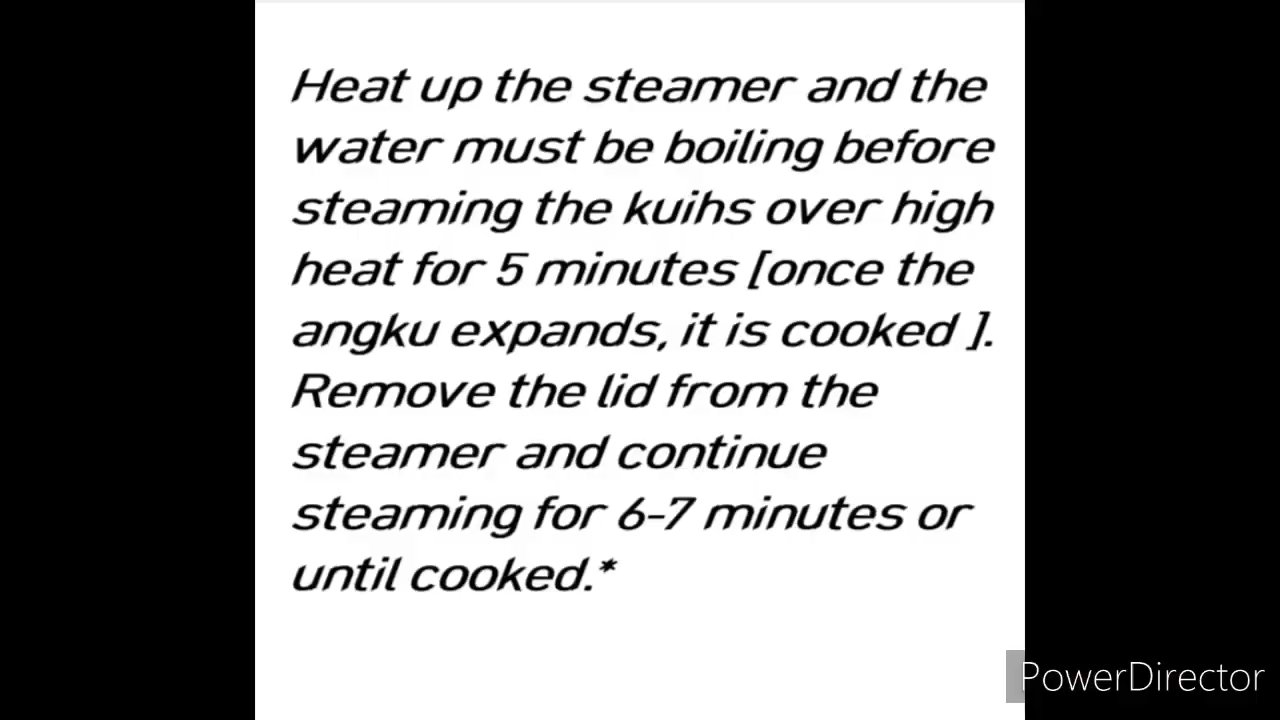 Heat up the steamer and the
water must be boiling before
steaming the kuihs over high
heat for 5 minutes [once the
angku expands, it is cooked ].
Remove the lid from the
steamer and continue
steaming for 6-7 minutes or
until cooked.*
PowerDirector